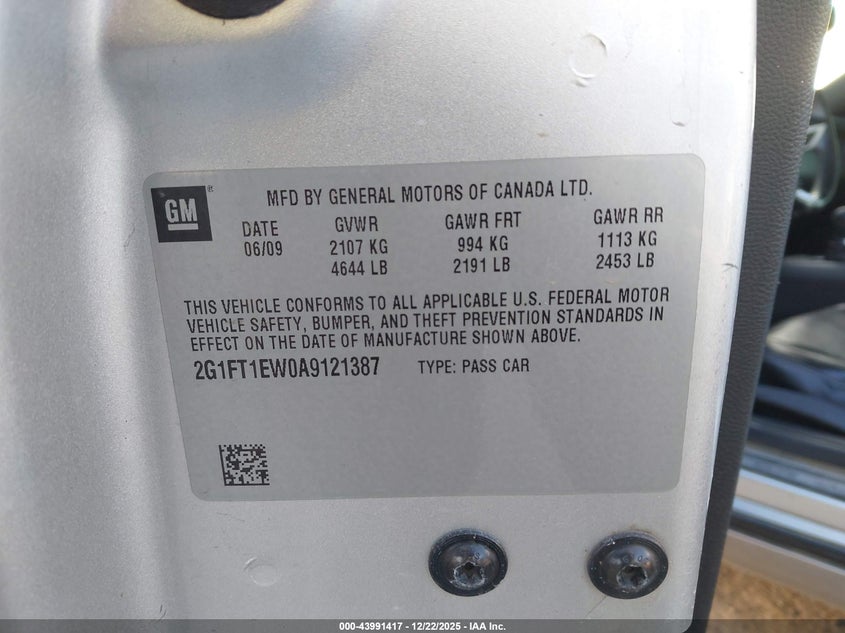 GM®
MFD BY GENERAL MOTORS OF CANADA LTD.
DATE GVWR GAWR FRT GAWR RR
06/09 2107 KG 994 KG 1113 KG
4644 LB 2191 LB 2453 LB
THIS VEHICLE CONFORMS TO ALL APPLICABLE U.S. FEDERAL MOTOR
VEHICLE SAFETY, BUMPER, AND THEFT PREVENTION STANDARDS IN
EFFECT ON THE DATE OF MANUFACTURE SHOWN ABOVE.
2G1FT1EW0A9121387 TYPE: PASS CAR
000-43991417 - 12/22/2025 - IAA Inc.